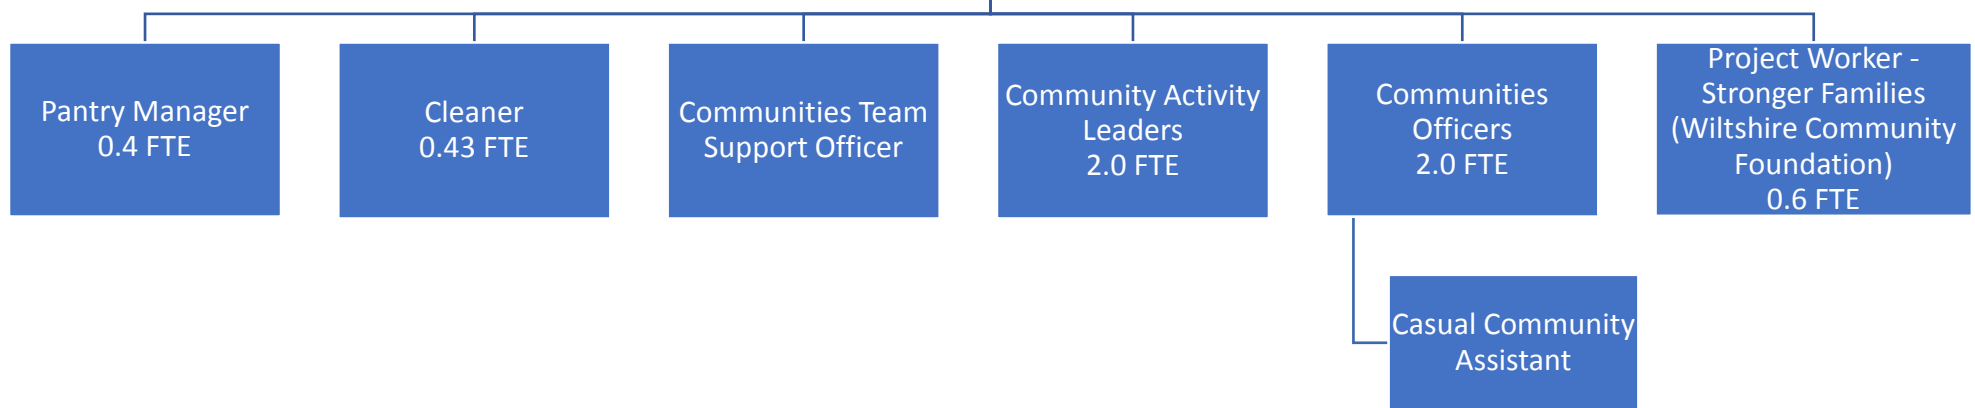 Pantry Manager
0.4 FTE
Cleaner
0.43 FTE
Communities Team
Support Officer
Community Activity
Leaders
2.0 FTE
Communities
Officers
2.0 FTE
Project Worker -
Stronger Families
(Wiltshire Community
Foundation)
0.6 FTE
Casual Community
Assistant